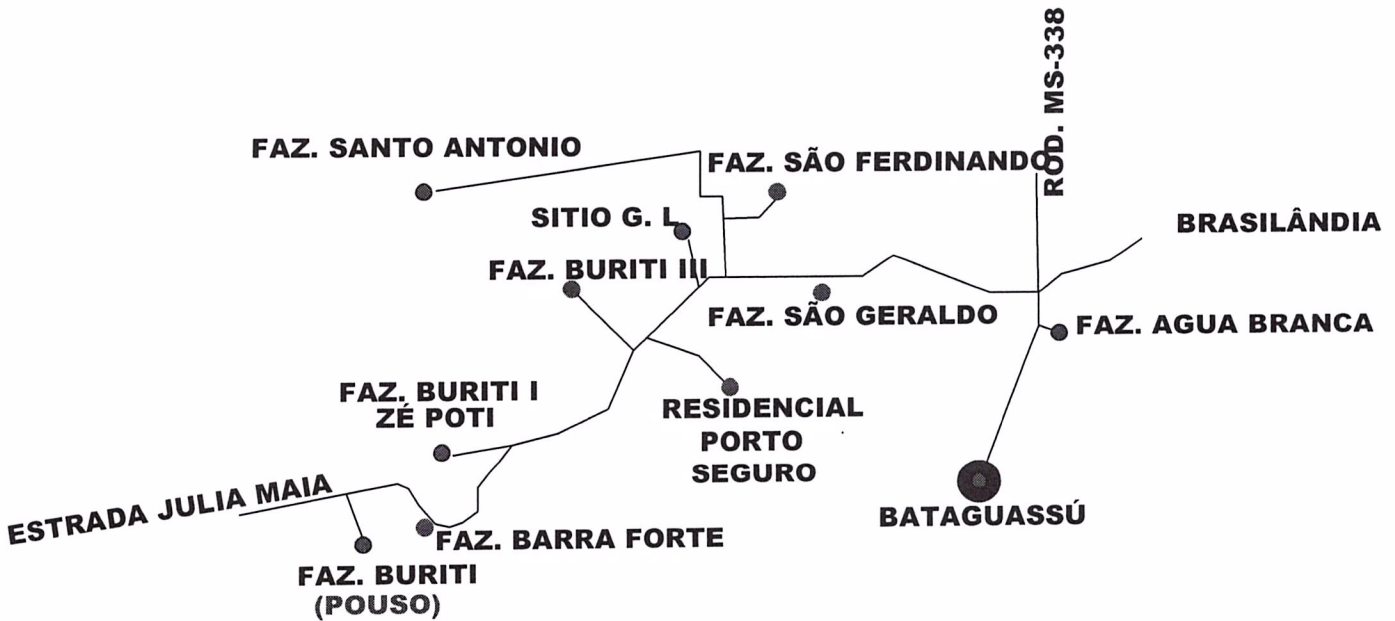 ROD. MS-338
FAZ. SANTO ANTONIO
FAZ. SÃO FERDINANDO
SITIO G. L
BRASILÂNDIA
FAZ. BURITI III
FAZ. SÃO GERALDO
FAZ. AGUA BRANCA
FAZ. BURITI I
ZÉ POTI
RESIDENCIAL
PORTO
SEGURO
ESTRADA JULIA MAIA
BATAGUASSÚ
FAZ. BARRA FORTE
FAZ. BURITI
(POUSO)